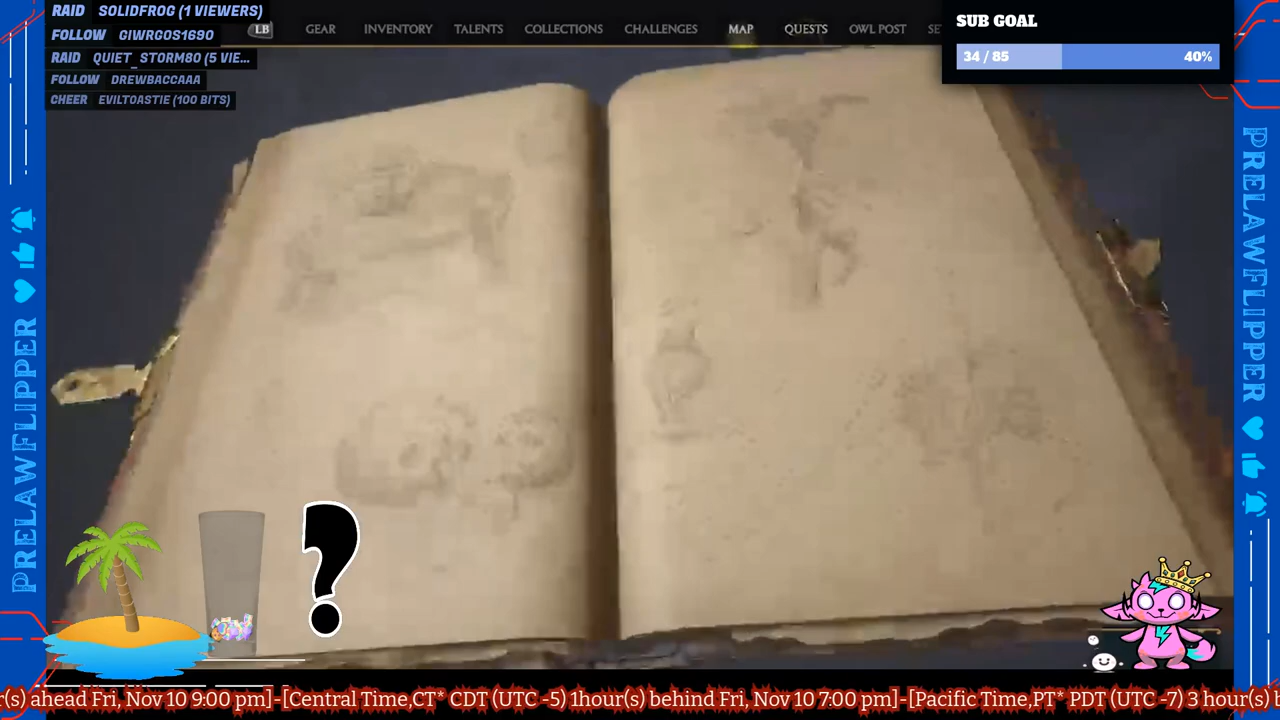 RAID SOLIDFROG (1 VIEWERS)
FOLLOW GIWRGOS1690
RAID QUIET_STORM80 (5 VIE...
FOLLOW DREWBACCAAA
CHEER EVILTOASTIE (100 BITS)
LB GEAR INVENTORY TALENTS COLLECTIONS CHALLENGES MAP QUESTS OWL POST SE
SUB GOAL
34 / 85 40%
PRELAWFLIPPER
PRELAWFLIPPER
?
r(s) ahead Fri, Nov 10 9:00 pm]-[Central Time,CT* CDT (UTC -5) 1hour(s) behind Fri, Nov 10 7:00 pm]-[Pacific Time,PT* PDT (UTC -7) 3 hour(s) b